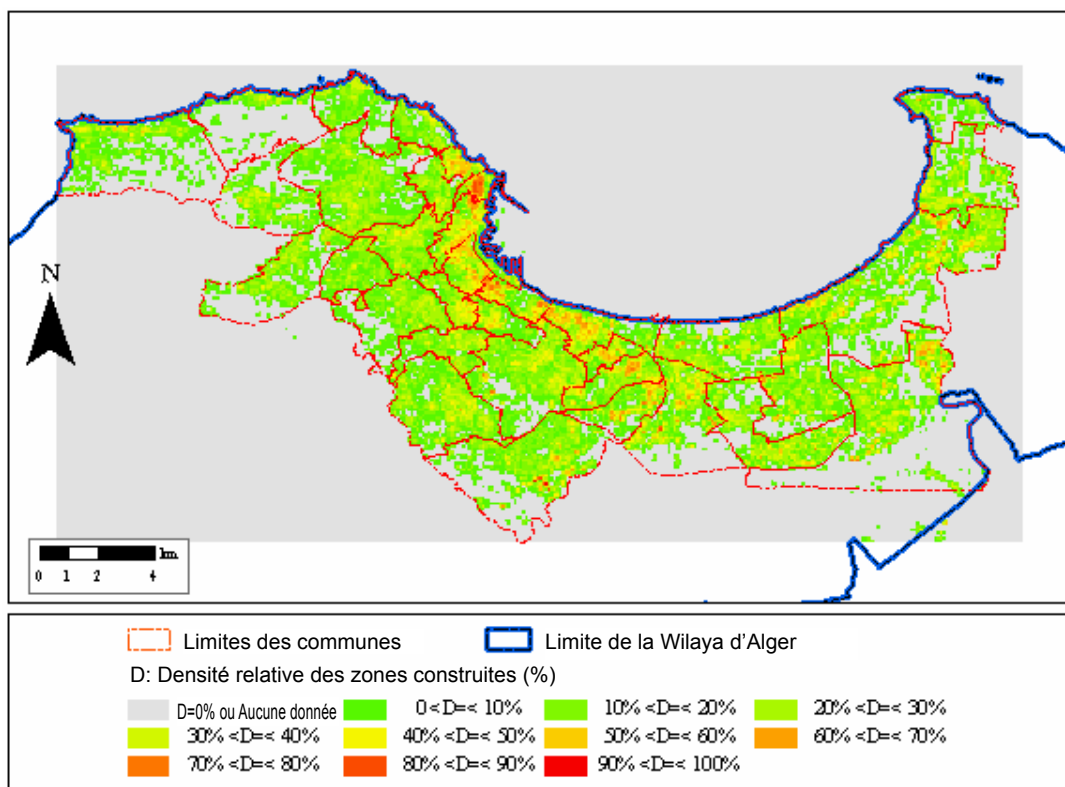 N
km.
0 1 2 4
Limites des communes Limite de la Wilaya d'Alger
D: Densité relative des zones construites (%)
D=0% ou Aucune donnée 0<D=< 10% 10% <D=< 20% 20% <D=< 30%
30% <D=< 40% 40% <D=< 50% 50% <D=< 60% 60% <D=< 70%
70% <D=< 80% 80% <D=< 90% 90% <D=< 100%